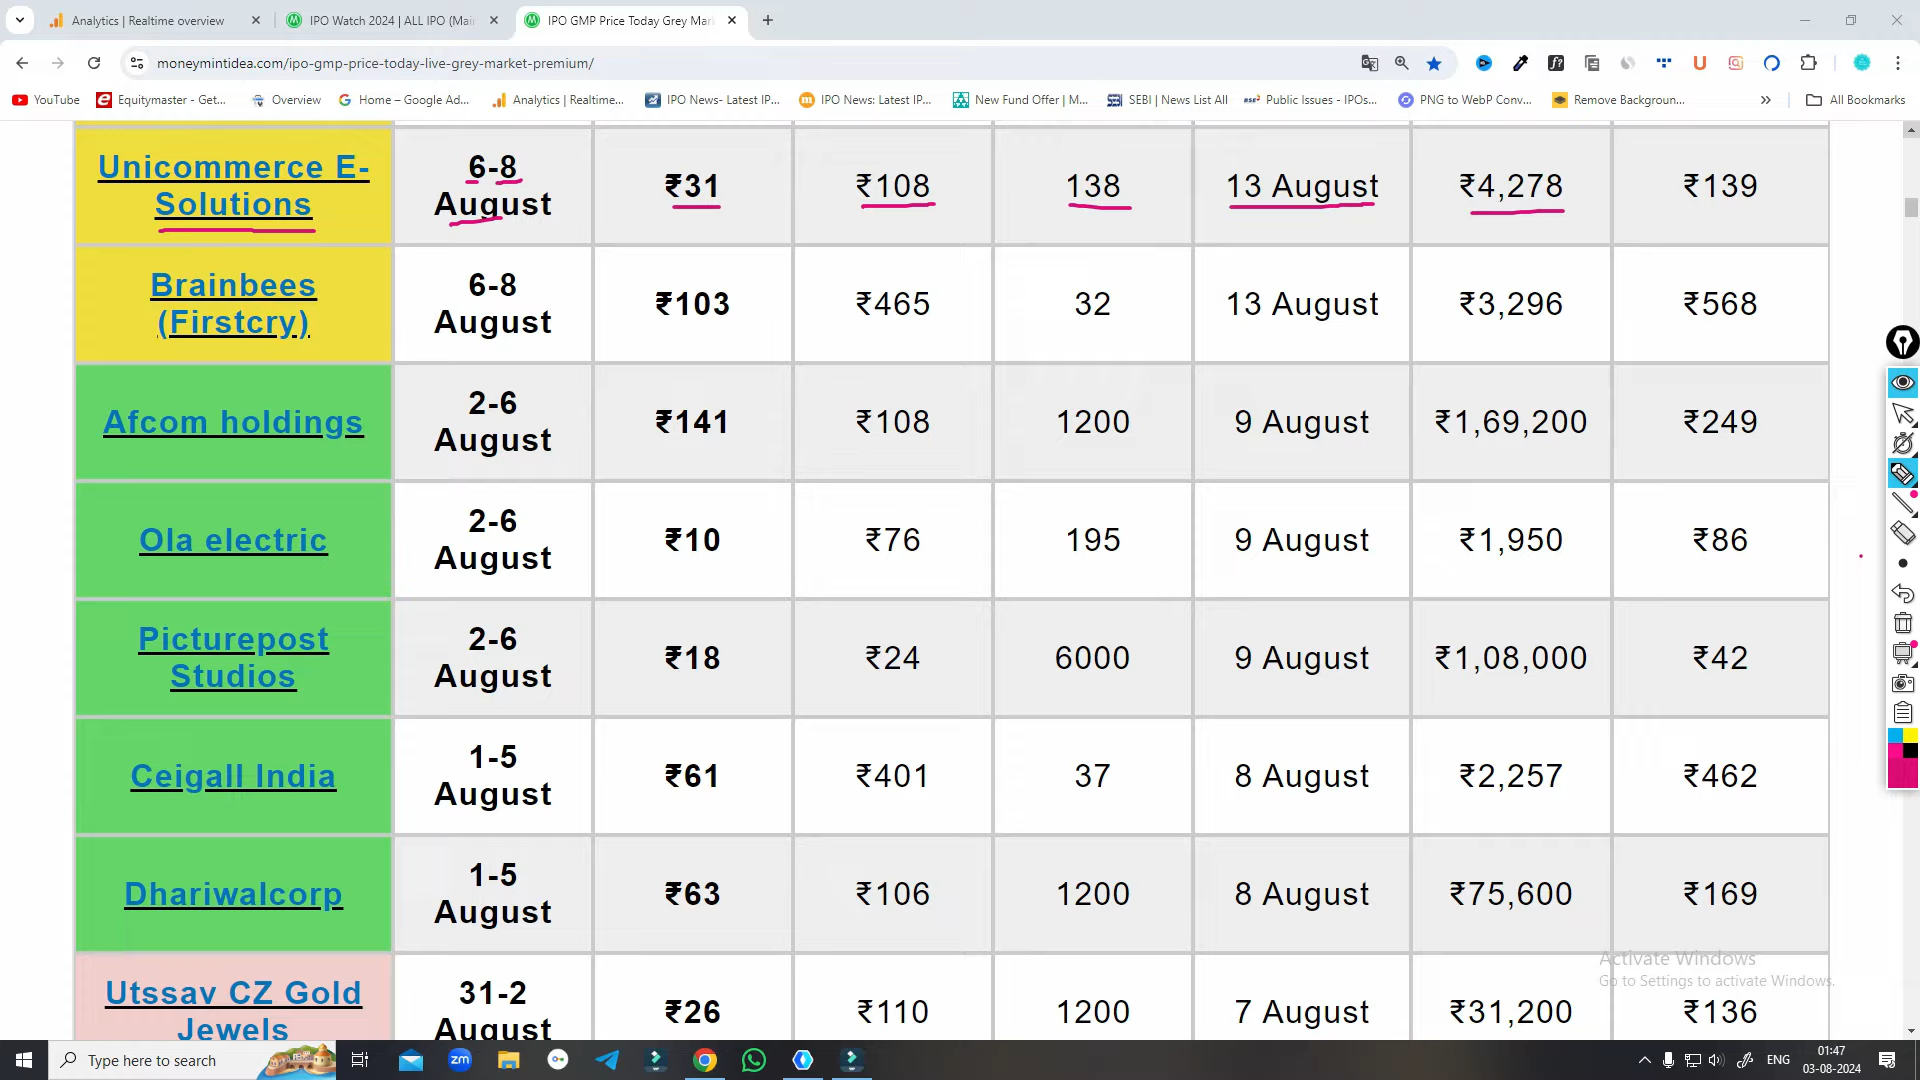 Analytics | Realtime overview
IPO Watch 2024 | ALL IPO (Mai
IPO GMP Price Today Grey Mar
moneymintidea.com/ipo-gmp-price-today-live-grey-market-premium/
YouTube
Equitymaster - Get...
Overview
Home – Google Ad...
Analytics | Realtime...
IPO News- Latest IP...
IPO News: Latest IP...
New Fund Offer | M...
SEBI | News List All
Public Issues - IPOs...
PNG to WebP Conv...
Remove Backgroun...
All Bookmarks
Unicommerce E-
Solutions
6-8
August
₹31
₹108
138
13 August
₹4,278
₹139
Brainbees
(Firstcry)
6-8
August
₹103
₹465
32
13 August
₹3,296
₹568
Afcom holdings
2-6
August
₹141
₹108
1200
9 August
₹1,69,200
₹249
Ola electric
2-6
August
₹10
₹76
195
9 August
₹1,950
₹86
Picturepost
Studios
2-6
August
₹18
₹24
6000
9 August
₹1,08,000
₹42
Ceigall India
1-5
August
₹61
₹401
37
8 August
₹2,257
₹462
Dhariwalcorp
1-5
August
₹63
₹106
1200
8 August
₹75,600
₹169
Utssav CZ Gold
Jewels
31-2
August
₹26
₹110
1200
7 August
₹31,200
₹136
Activate Windows
Go to Settings to activate Windows.
Type here to search
zm
ENG
01:47
03-08-2024